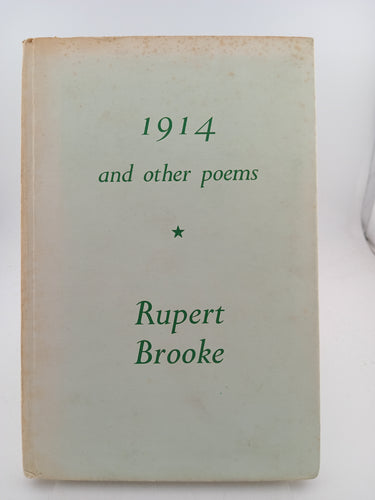 1914
and other poems
★
Rupert
Brooke